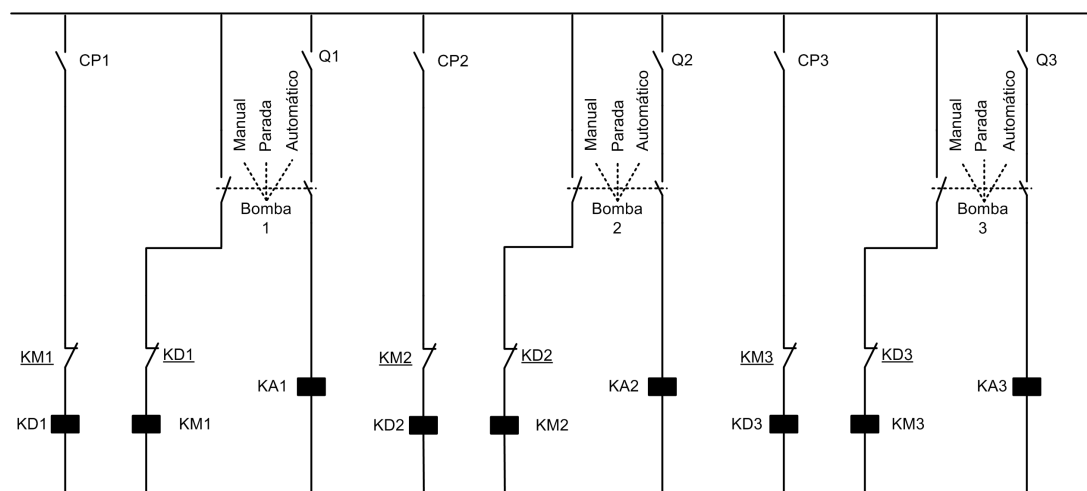 CP1
Q1
CP2
Q2
CP3
Q3
Manual
Parada
Automático
Manual
Parada
Automático
Manual
Parada
Automático
Bomba
1
Bomba
2
Bomba
3
KM1
KD1
KM2
KD2
KM3
KD3
KA1
KA2
KA3
KD1
KM1
KD2
KM2
KD3
KM3